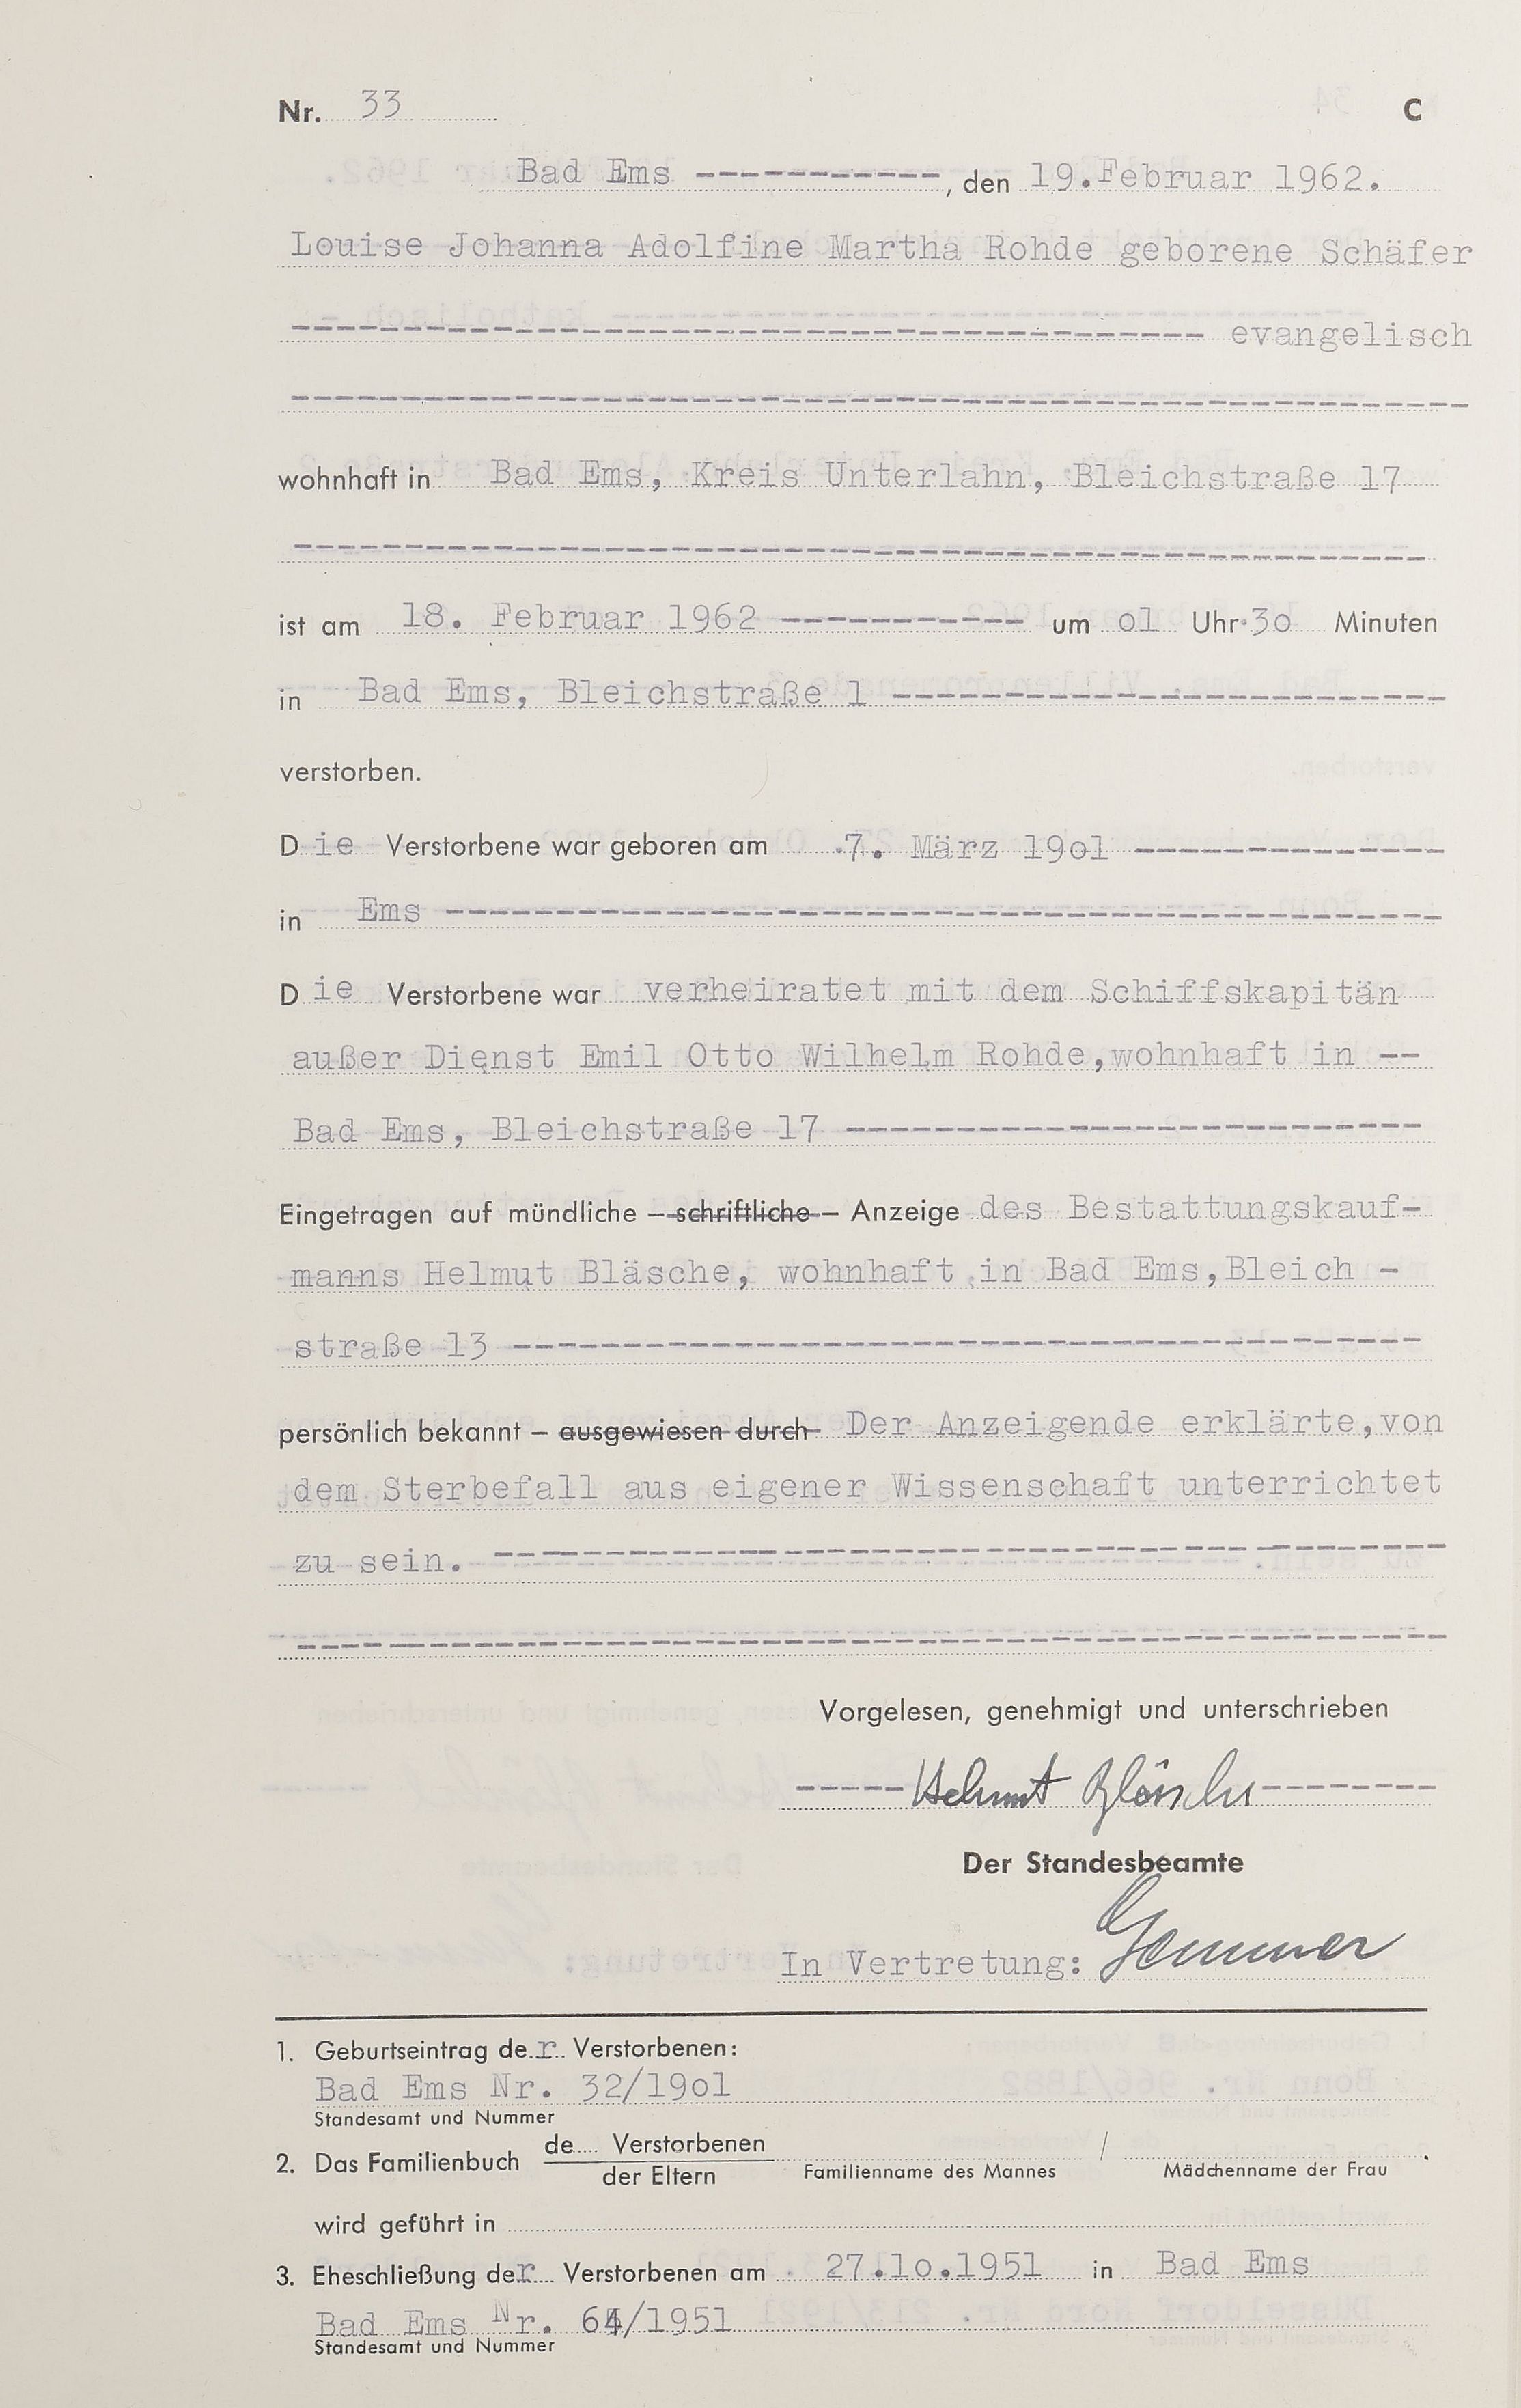 Nr. 33 C
Bad Ems -----------, den 19.Februar 1962.
Louise Johanna Adolfine Martha Rohde geborene Schäfer
----------------------------------------- evangelisch
-----------------------------------------------------
wohnhaft in Bad Ems, Kreis Unterlahn, Bleichstraße 17
----------------------------------------------------
ist am 18. Februar 1962 ----------- um o1 Uhr 3o Minuten
in Bad Ems, Bleichstraße 1 -------------------------
verstorben.
Die Verstorbene war geboren am 7. März 19o1 --------------
in Ems ---------------------------------------------
Die Verstorbene war verheiratet mit dem Schiffskapitän
außer Dienst Emil Otto Wilhelm Rohde,wohnhaft in --
Bad Ems, Bleichstraße 17 --------------------------
Eingetragen auf mündliche – schriftliche – Anzeige des Bestattungskauf-
manns Helmut Bläsche, wohnhaft in Bad Ems,Bleich -
straße 13 -----------------------------------------
persönlich bekannt – ausgewiesen durch – Der Anzeigende erklärte,von
dem Sterbefall aus eigener Wissenschaft unterrichtet
zu sein. -------------------------------------------
----------------------------------------------------
Vorgelesen, genehmigt und unterschrieben
-----Helmut Bläsche--------
Der Standesbeamte
In Vertretung: Gemmer
1. Geburtseintrag der Verstorbenen:
Bad Ems Nr. 32/19o1
Standesamt und Nummer
2. Das Familienbuch de.... Verstorbenen / .
der Eltern Familienname des Mannes Mädchenname der Frau
wird geführt in
3. Eheschließung der Verstorbenen am 27.1o.1951 in Bad Ems
Bad Ems Nr. 64/1951
Standesamt und Nummer